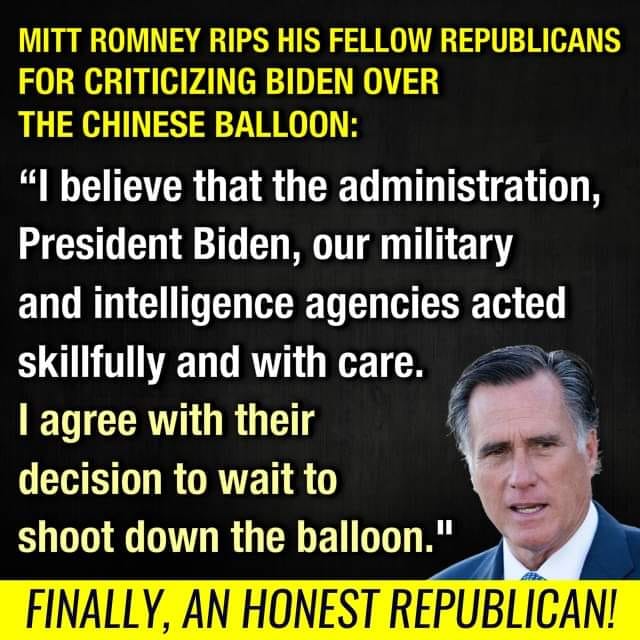 MITT ROMNEY RIPS HIS FELLOW REPUBLICANS
FOR CRITICIZING BIDEN OVER
THE CHINESE BALLOON:
“I believe that the administration,
President Biden, our military
and intelligence agencies acted
skillfully and with care.
I agree with their
decision to wait to
shoot down the balloon."
FINALLY, AN HONEST REPUBLICAN!